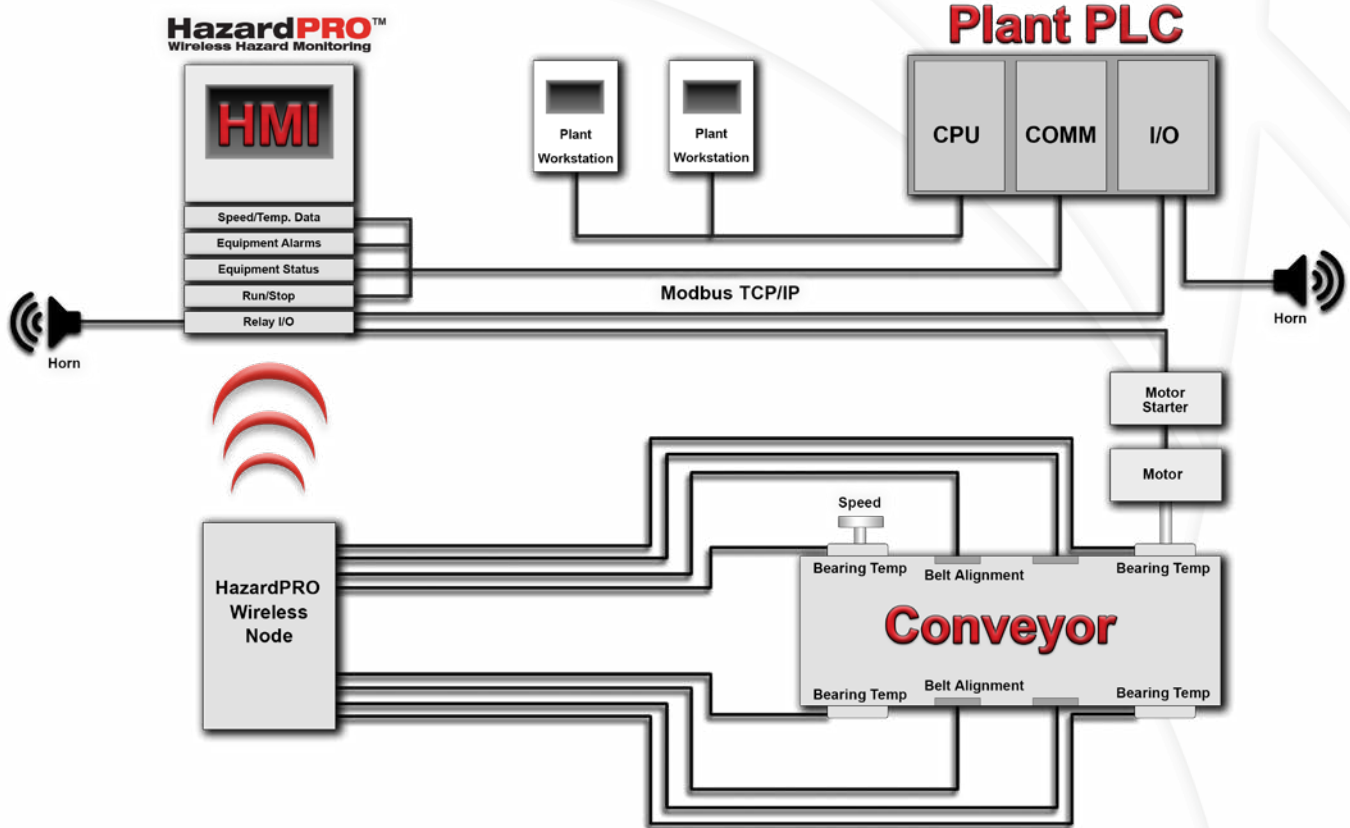 HazardPRO™
Wireless Hazard Monitoring
HMI
Speed/Temp. Data
Equipment Alarms
Equipment Status
Run/Stop
Relay I/O
Horn
Plant
Workstation
Plant
Workstation
Plant PLC
CPU
COMM
I/O
Modbus TCP/IP
Horn
Motor
Starter
Motor
HazardPRO
Wireless
Node
Speed
Bearing Temp
Belt Alignment
Bearing Temp
Conveyor
Bearing Temp
Belt Alignment
Bearing Temp